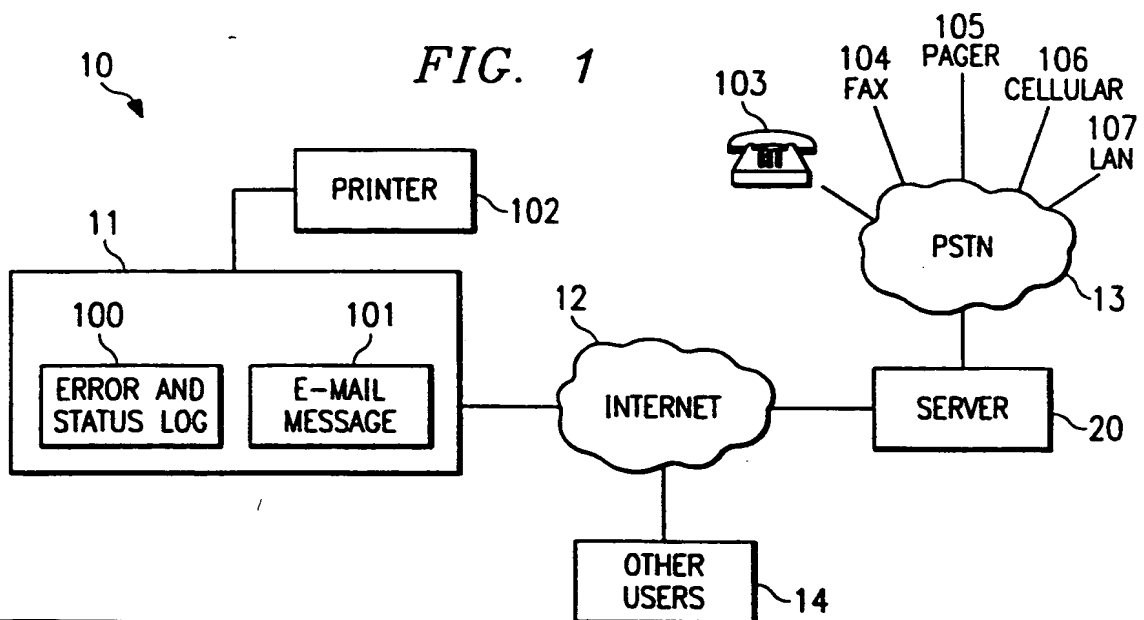 FIG. 1
10
105
PAGER
104
FAX
106
CELLULAR
103
107
LAN
PRINTER
102
11
PSTN
13
100
101
12
ERROR AND
STATUS LOG
E-MAIL
MESSAGE
INTERNET
SERVER
20
OTHER
USERS
14